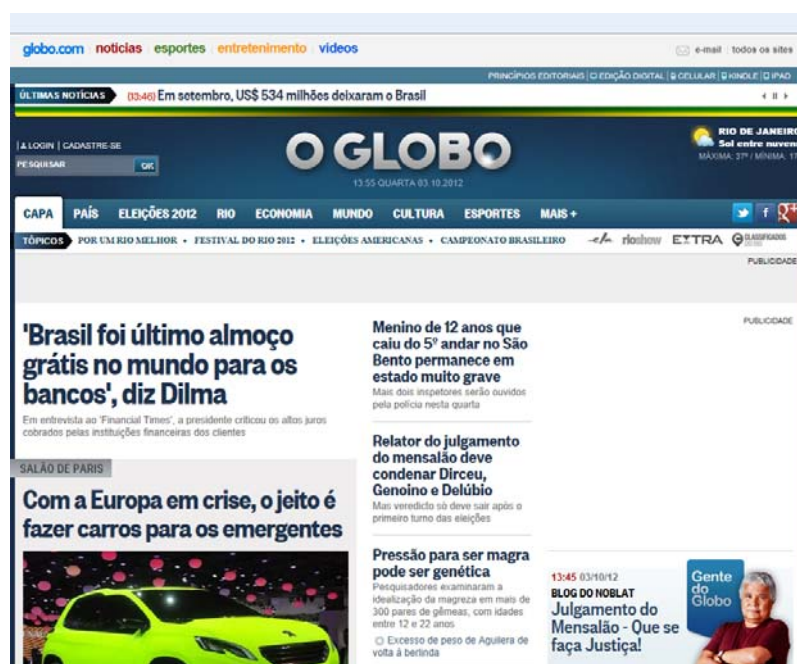 globo.com noticias esportes entretenimento videos
e-mail todos os sites
PRINCÍPIOS EDITORIAIS | EDIÇÃO DIGITAL | CELULAR | KINDLE | IPAD
ÚLTIMAS NOTÍCIAS (13:46) Em setembro, US$ 534 milhões deixaram o Brasil
LOGIN | CADASTRE-SE
PESQUISAR OK
O GLOBO
13:55 QUARTA 03.10.2012
RIO DE JANEIRO
Sol entre nuvens
MÁXIMA: 27º / MÍNIMA: 17
CAPA PAÍS ELEIÇÕES 2012 RIO ECONOMIA MUNDO CULTURA ESPORTES MAIS +
TÓPICOS POR UM RIO MELHOR • FESTIVAL DO RIO 2012 • ELEIÇÕES AMERICANAS • CAMPEONATO BRASILEIRO
ela rioshow EXTRA CLASSIFICADOS
PUBLICIDADE
PUBLICIDADE
'Brasil foi último almoço
grátis no mundo para os
bancos', diz Dilma
Em entrevista ao 'Financial Times', a presidente criticou os altos juros
cobrados pelas instituições financeiras dos clientes
SALÃO DE PARIS
Com a Europa em crise, o jeito é
fazer carros para os emergentes
Menino de 12 anos que
caiu do 5º andar no São
Bento permanece em
estado muito grave
Mais dois inspetores serão ouvidos
pela polícia nesta quarta
Relator do julgamento
do mensalão deve
condenar Dirceu,
Genoino e Delúbio
Mas veredicto só deve sair após o
primeiro turno das eleições
Pressão para ser magra
pode ser genética
Pesquisadores examinaram a
idealização da magreza em mais de
300 pares de gêmeas, com idades
entre 12 e 22 anos
Excesso de peso de Aguilera de
volta à berlinda
13:45 03/10/12
BLOG DO NOBLAT
Julgamento do
Mensalão - Que se
faça Justiça!
Gente
do
Globo